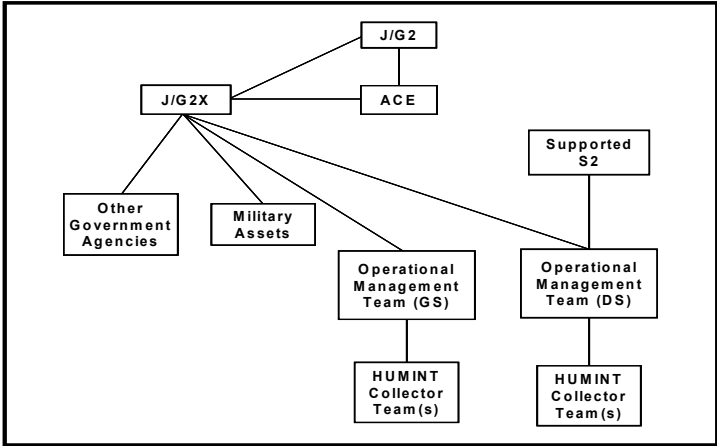 J/G2
J/G2X
ACE
Supported
S2
Other
Government
Agencies
Military
Assets
Operational
Management
Team (GS)
Operational
Management
Team (DS)
HUMINT
Collector
Team(s)
HUMINT
Collector
Team(s)